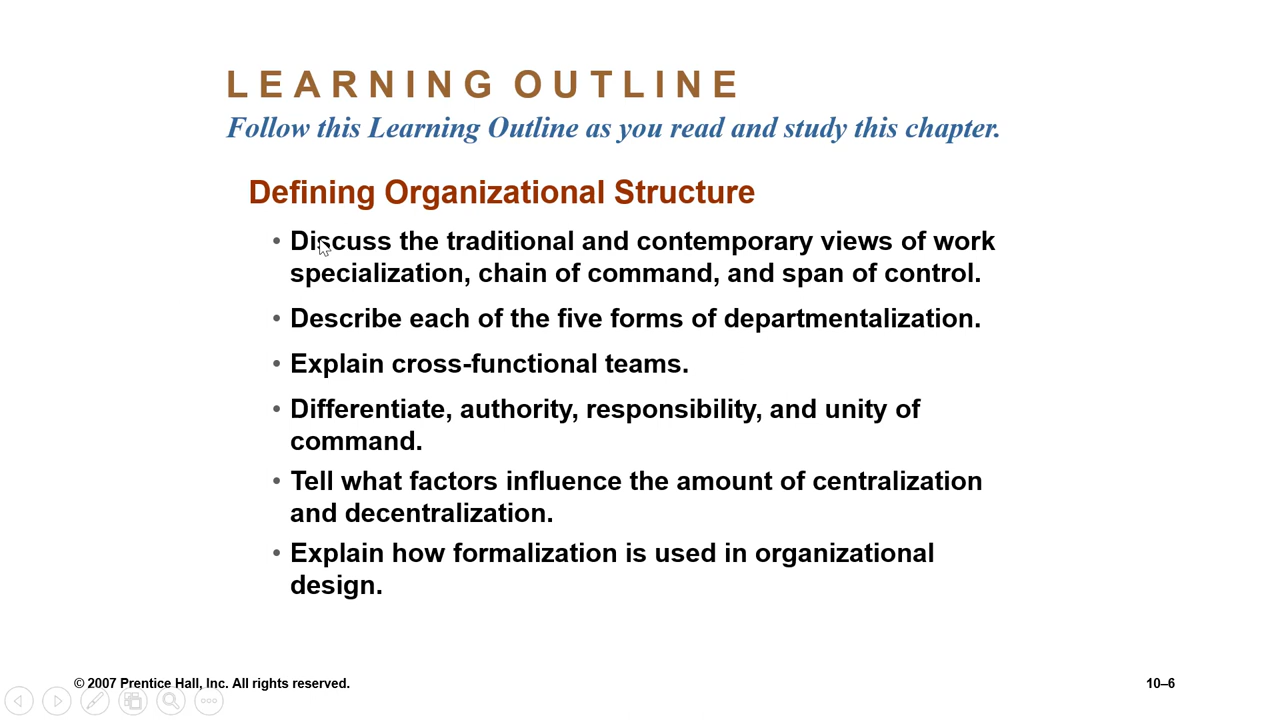 LEARNING OUTLINE
Follow this Learning Outline as you read and study this chapter.
Defining Organizational Structure
• Discuss the traditional and contemporary views of work
specialization, chain of command, and span of control.
• Describe each of the five forms of departmentalization.
• Explain cross-functional teams.
• Differentiate, authority, responsibility, and unity of
command.
• Tell what factors influence the amount of centralization
and decentralization.
• Explain how formalization is used in organizational
design.
© 2007 Prentice Hall, Inc. All rights reserved.
10–6